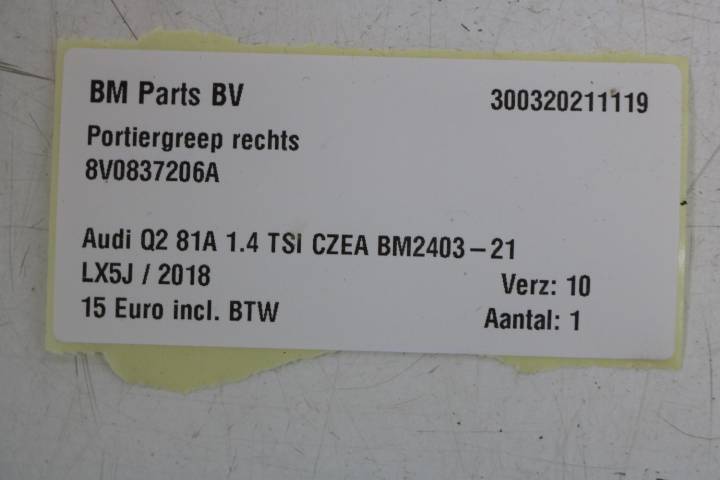 BM Parts BV 300320211119
Portiergreep rechts
8V0837206A
Audi Q2 81A 1.4 TSI CZEA BM2403-21
LX5J / 2018 Verz: 10
15 Euro incl. BTW Aantal: 1